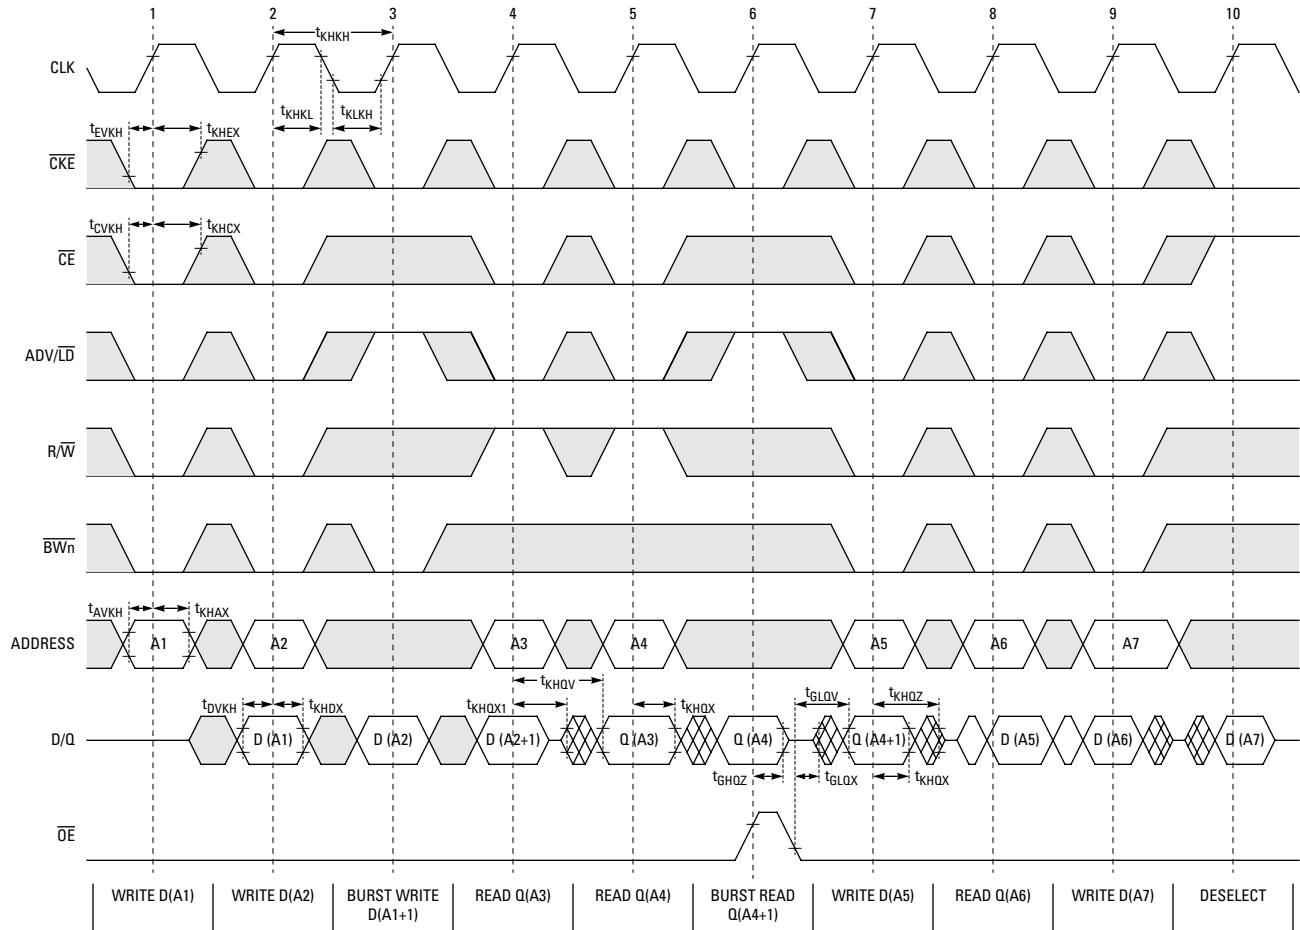 1 2 3 4 5 6 7 8 9 10
tKHKH
CLK
tKHKL tKLKH
tEVKH tKHEX
CKE
tCVKH tKHCX
CE
ADV/LD
R/W
BWn
tAVKH tKHAX
ADDRESS A1 A2 A3 A4 A5 A6 A7
tKHQV
tDVKH tKHDX tKHQX1 tKHQX tGLQV tKHQZ
D/Q D (A1) D (A2) D (A2+1) Q (A3) Q (A4) Q (A4+1) D (A5) D (A6) D (A7)
tGHQZ tGLQX tKHQX
OE
WRITE D(A1) WRITE D(A2) BURST WRITE READ Q(A3) READ Q(A4) BURST READ WRITE D(A5) READ Q(A6) WRITE D(A7) DESELECT
D(A1+1) Q(A4+1)